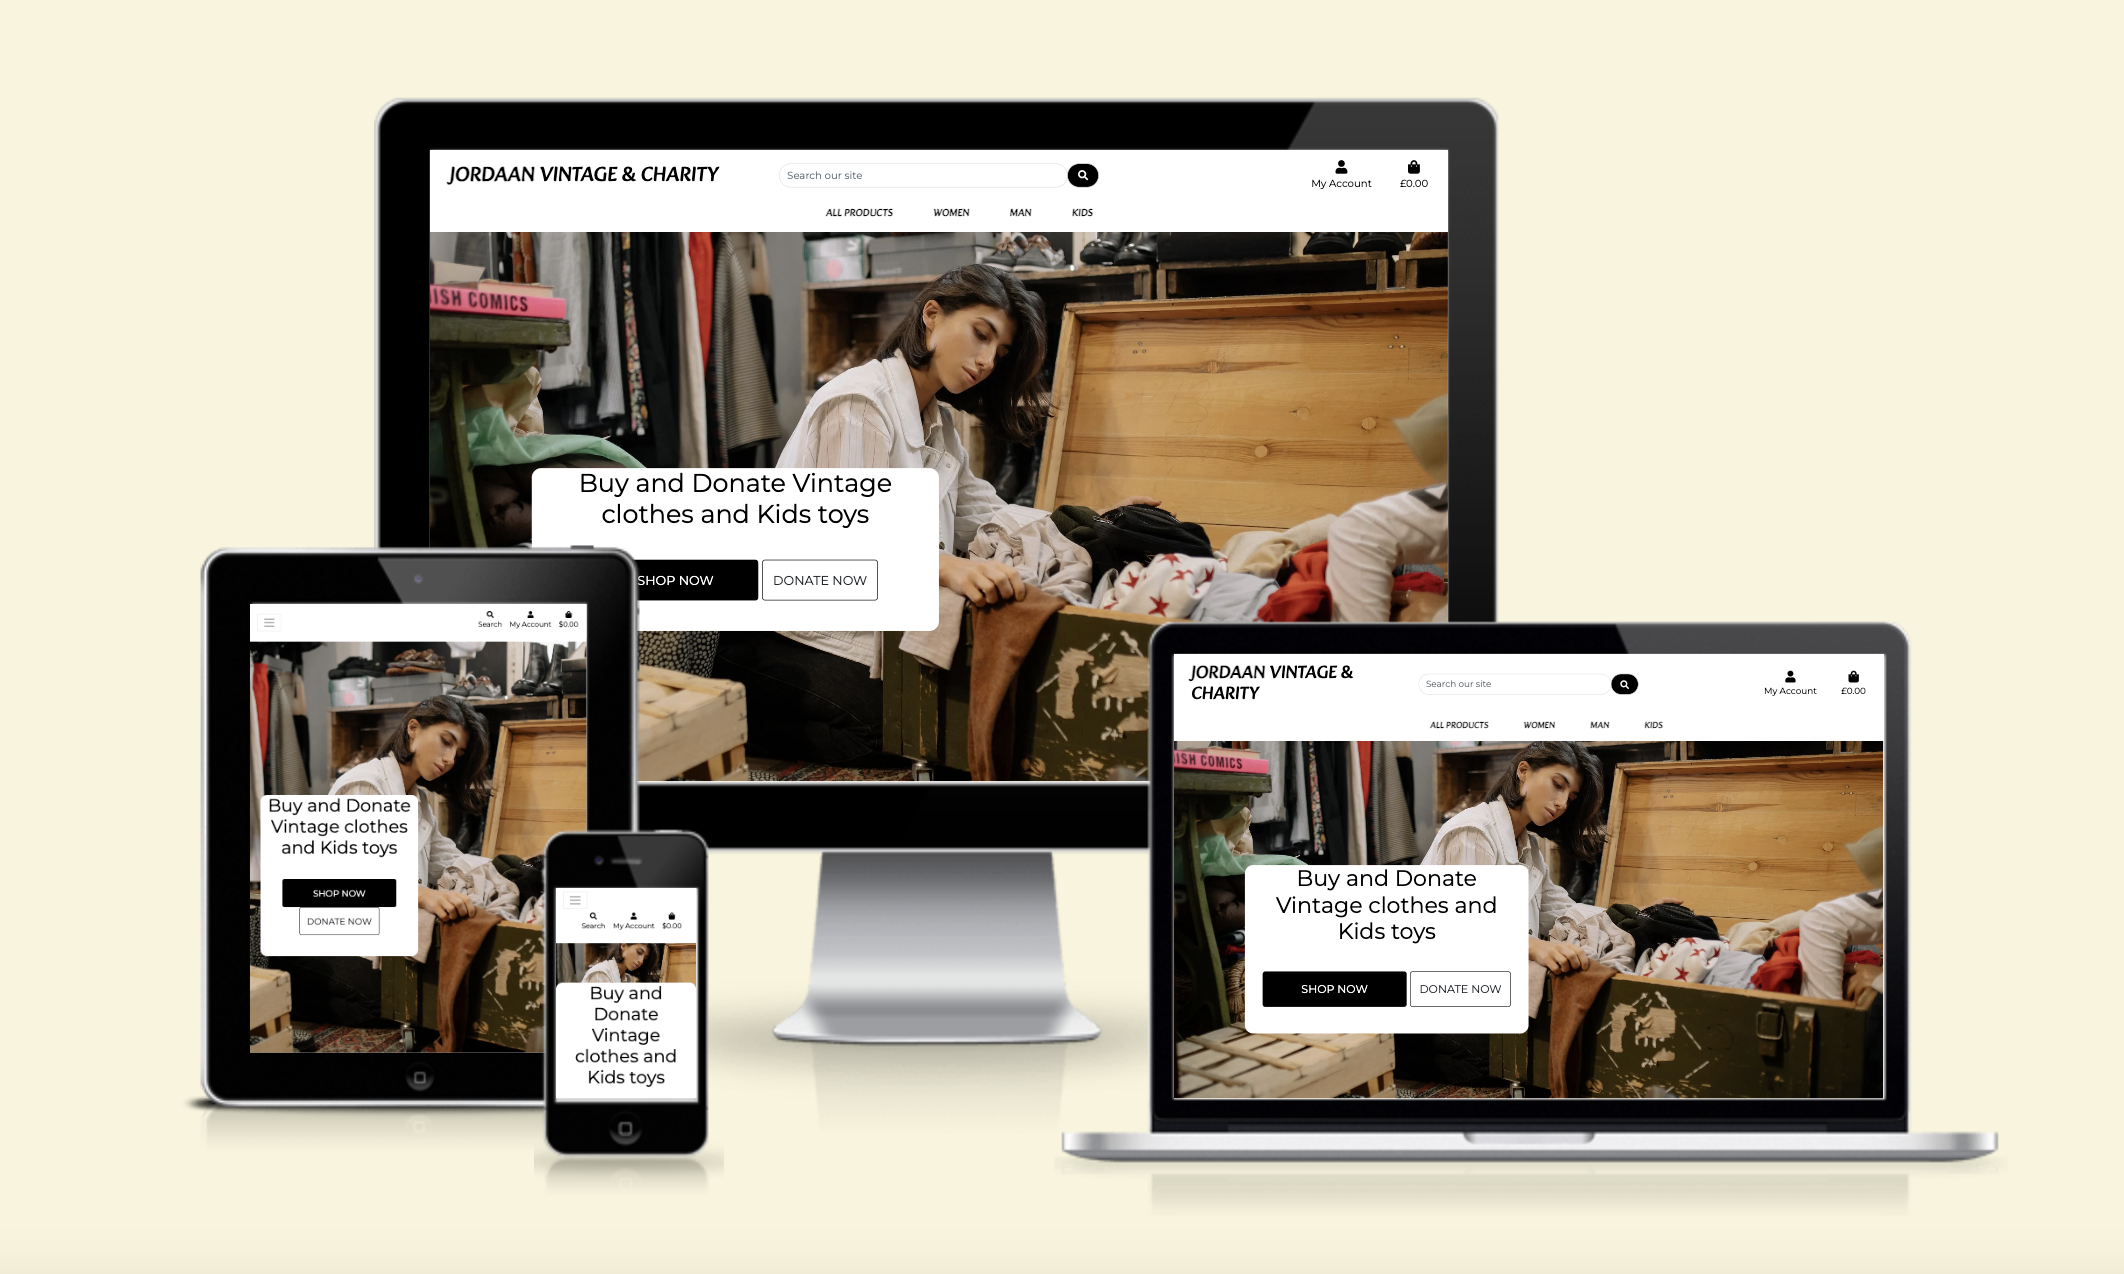 JORDAAN VINTAGE & CHARITY
Search our site
My Account
£0.00
ALL PRODUCTS WOMEN MAN KIDS
ISH COMICS
Buy and Donate Vintage
clothes and Kids toys
SHOP NOW DONATE NOW
Search My Account $0.00
Buy and Donate
Vintage clothes
and Kids toys
SHOP NOW
DONATE NOW
Search My Account $0.00
Buy and
Donate
Vintage
clothes and
Kids toys
JORDAAN VINTAGE &
CHARITY
Search our site
My Account
£0.00
ALL PRODUCTS WOMEN MAN KIDS
ISH COMICS
Buy and Donate
Vintage clothes and
Kids toys
SHOP NOW DONATE NOW